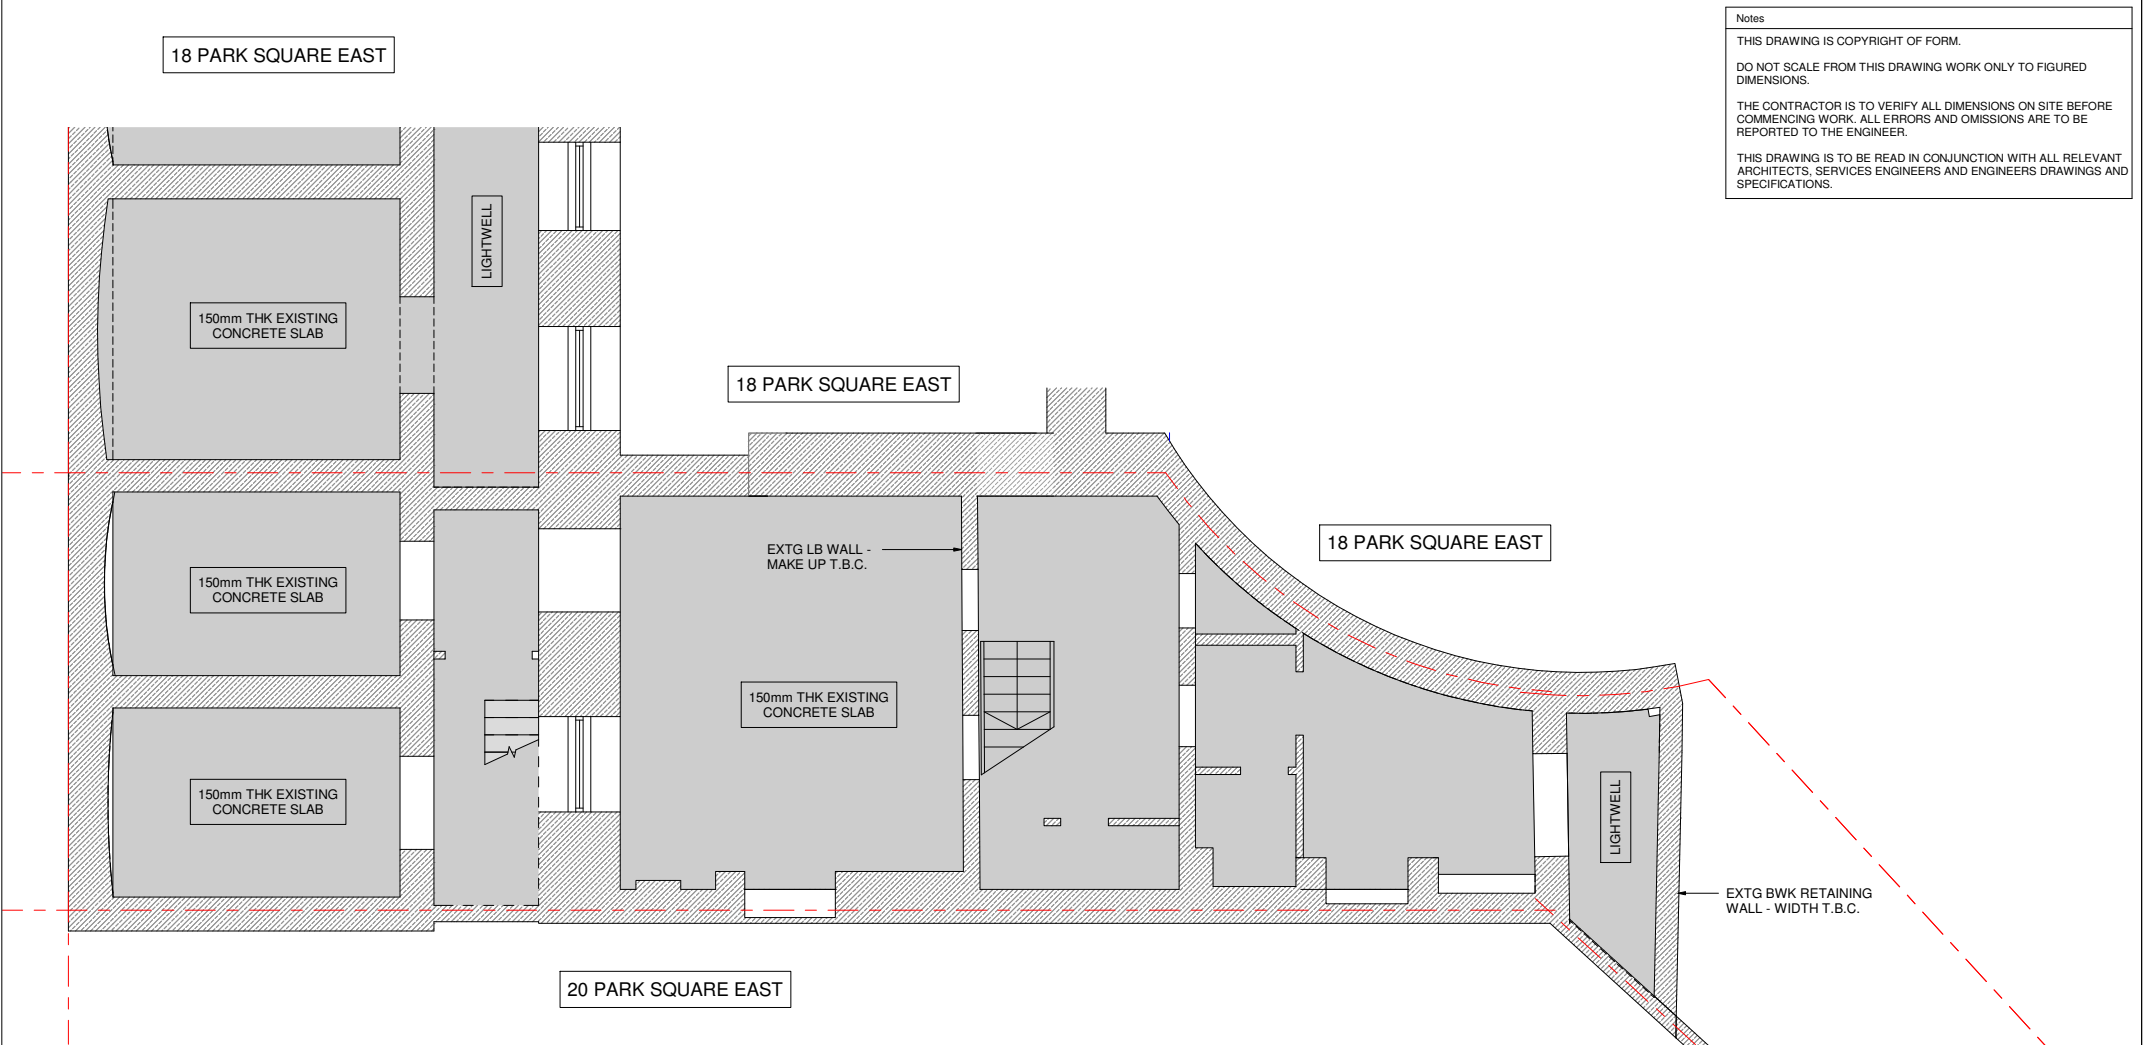 18 PARK SQUARE EAST
Notes
THIS DRAWING IS COPYRIGHT OF FORM.
DO NOT SCALE FROM THIS DRAWING WORK ONLY TO FIGURED
DIMENSIONS.
THE CONTRACTOR IS TO VERIFY ALL DIMENSIONS ON SITE BEFORE
COMMENCING WORK. ALL ERRORS AND OMISSIONS ARE TO BE
REPORTED TO THE ENGINEER.
THIS DRAWING IS TO BE READ IN CONJUNCTION WITH ALL RELEVANT
ARCHITECTS, SERVICES ENGINEERS AND ENGINEERS DRAWINGS AND
SPECIFICATIONS.
LIGHTWELL
150mm THK EXISTING
CONCRETE SLAB
18 PARK SQUARE EAST
18 PARK SQUARE EAST
EXTG LB WALL -
MAKE UP T.B.C.
150mm THK EXISTING
CONCRETE SLAB
150mm THK EXISTING
CONCRETE SLAB
150mm THK EXISTING
CONCRETE SLAB
LIGHTWELL
EXTG BWK RETAINING
WALL - WIDTH T.B.C.
20 PARK SQUARE EAST